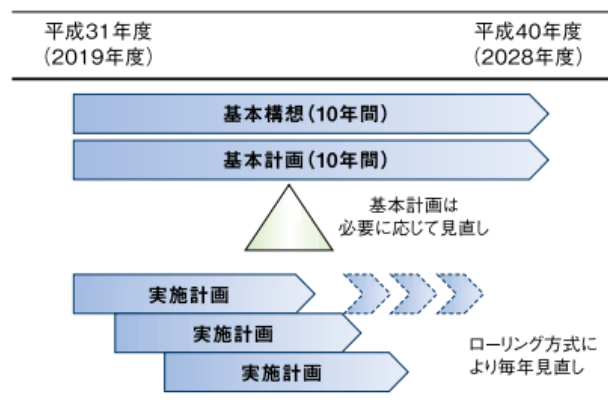 平成31年度
（2019年度）
平成40年度
（2028年度）
基本構想（10年間）
基本計画（10年間）
基本計画は
必要に応じて見直し
実施計画
実施計画
実施計画
ローリング方式に
より毎年見直し